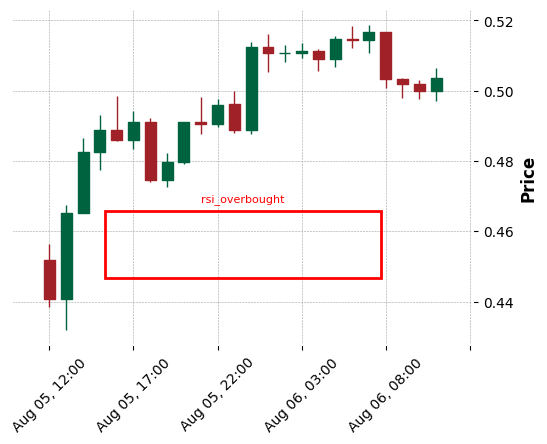 0.52
0.50
0.48
0.46
0.44
Price
rsi_overbought
Aug 05, 12:00
Aug 05, 17:00
Aug 05, 22:00
Aug 06, 03:00
Aug 06, 08:00